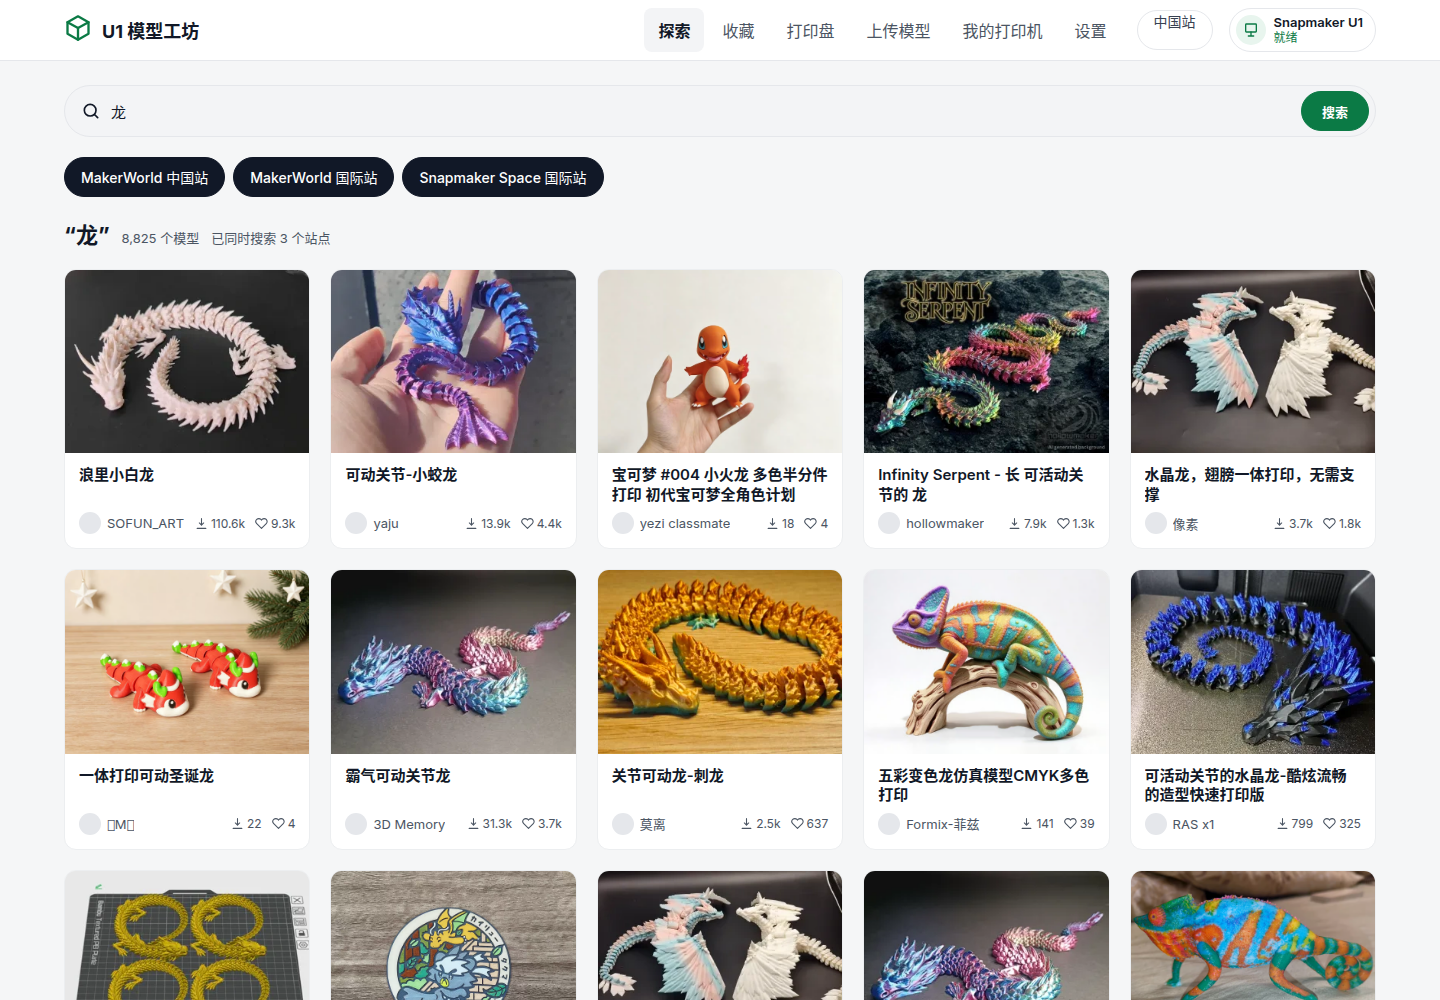 U1 模型工坊
探索
收藏
打印盘
上传模型
我的打印机
设置
中国站
Snapmaker U1
就绪
龙
搜索
MakerWorld 中国站
MakerWorld 国际站
Snapmaker Space 国际站
“龙” 8,825 个模型 已同时搜索 3 个站点
INFINITY
SERPENT
浪里小白龙
SOFUN_ART 110.6k 9.3k
可动关节-小蛟龙
yaju 13.9k 4.4k
宝可梦 #004 小火龙 多色半分件
打印 初代宝可梦全角色计划
yezi classmate 18 4
Infinity Serpent - 长 可活动关
节的 龙
hollowmaker 7.9k 1.3k
水晶龙，翅膀一体打印，无需支
撑
像素 3.7k 1.8k
一体打印可动圣诞龙
M 22 4
霸气可动关节龙
3D Memory 31.3k 3.7k
关节可动龙-刺龙
莫离 2.5k 637
五彩变色龙仿真模型CMYK多色
打印
Formix-菲兹 141 39
可活动关节的水晶龙-酷炫流畅
的造型快速打印版
RAS x1 799 325
カイリュー